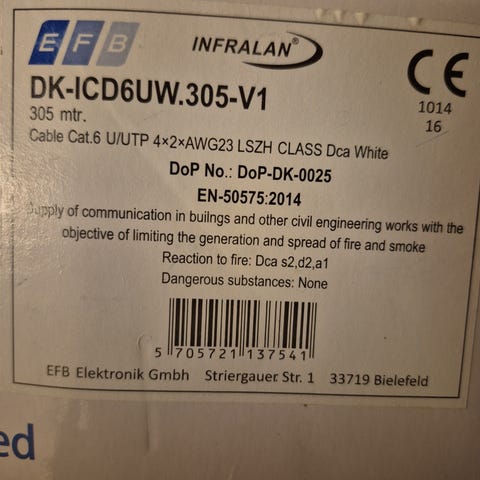 EFB INFRALAN®
CE
DK-ICD6UW.305-V1
1014
305 mtr.
16
Cable Cat.6 U/UTP 4×2×AWG23 LSZH CLASS Dca White
DoP No.: DoP-DK-0025
EN-50575:2014
Supply of communication in builngs and other civil engineering works with the
objective of limiting the generation and spread of fire and smoke
Reaction to fire: Dca s2,d2,a1
Dangerous substances: None
5 705721 137541
EFB Elektronik Gmbh Striergauer Str. 1 33719 Bielefeld
ed